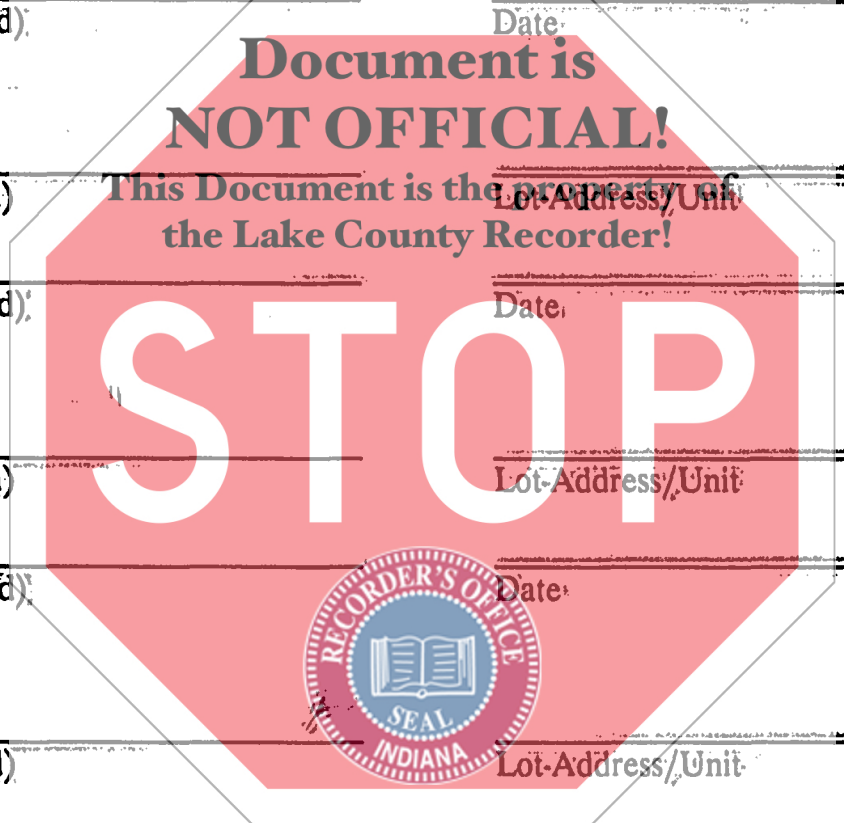 d) Date
Document is
NOT OFFICIAL!
This Document is the property of
) Lot-Address/Unit
the Lake County Recorder!
d) Date
STOP
) Lot-Address/Unit
RECORDER'S OFFICE
d) Date
SEAL
INDIANA
) Lot-Address/Unit